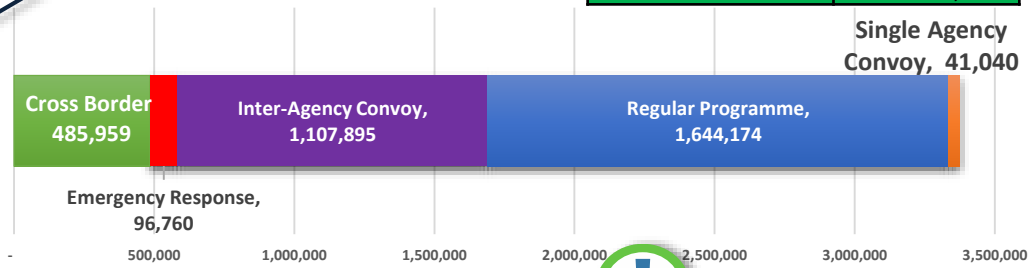 Single Agency
Convoy, 41,040
Cross Border
485,959
Inter-Agency Convoy,
1,107,895
Regular Programme,
1,644,174
Emergency Response,
96,760
- 500,000 1,000,000 1,500,000 2,000,000 2,500,000 3,000,000 3,500,000